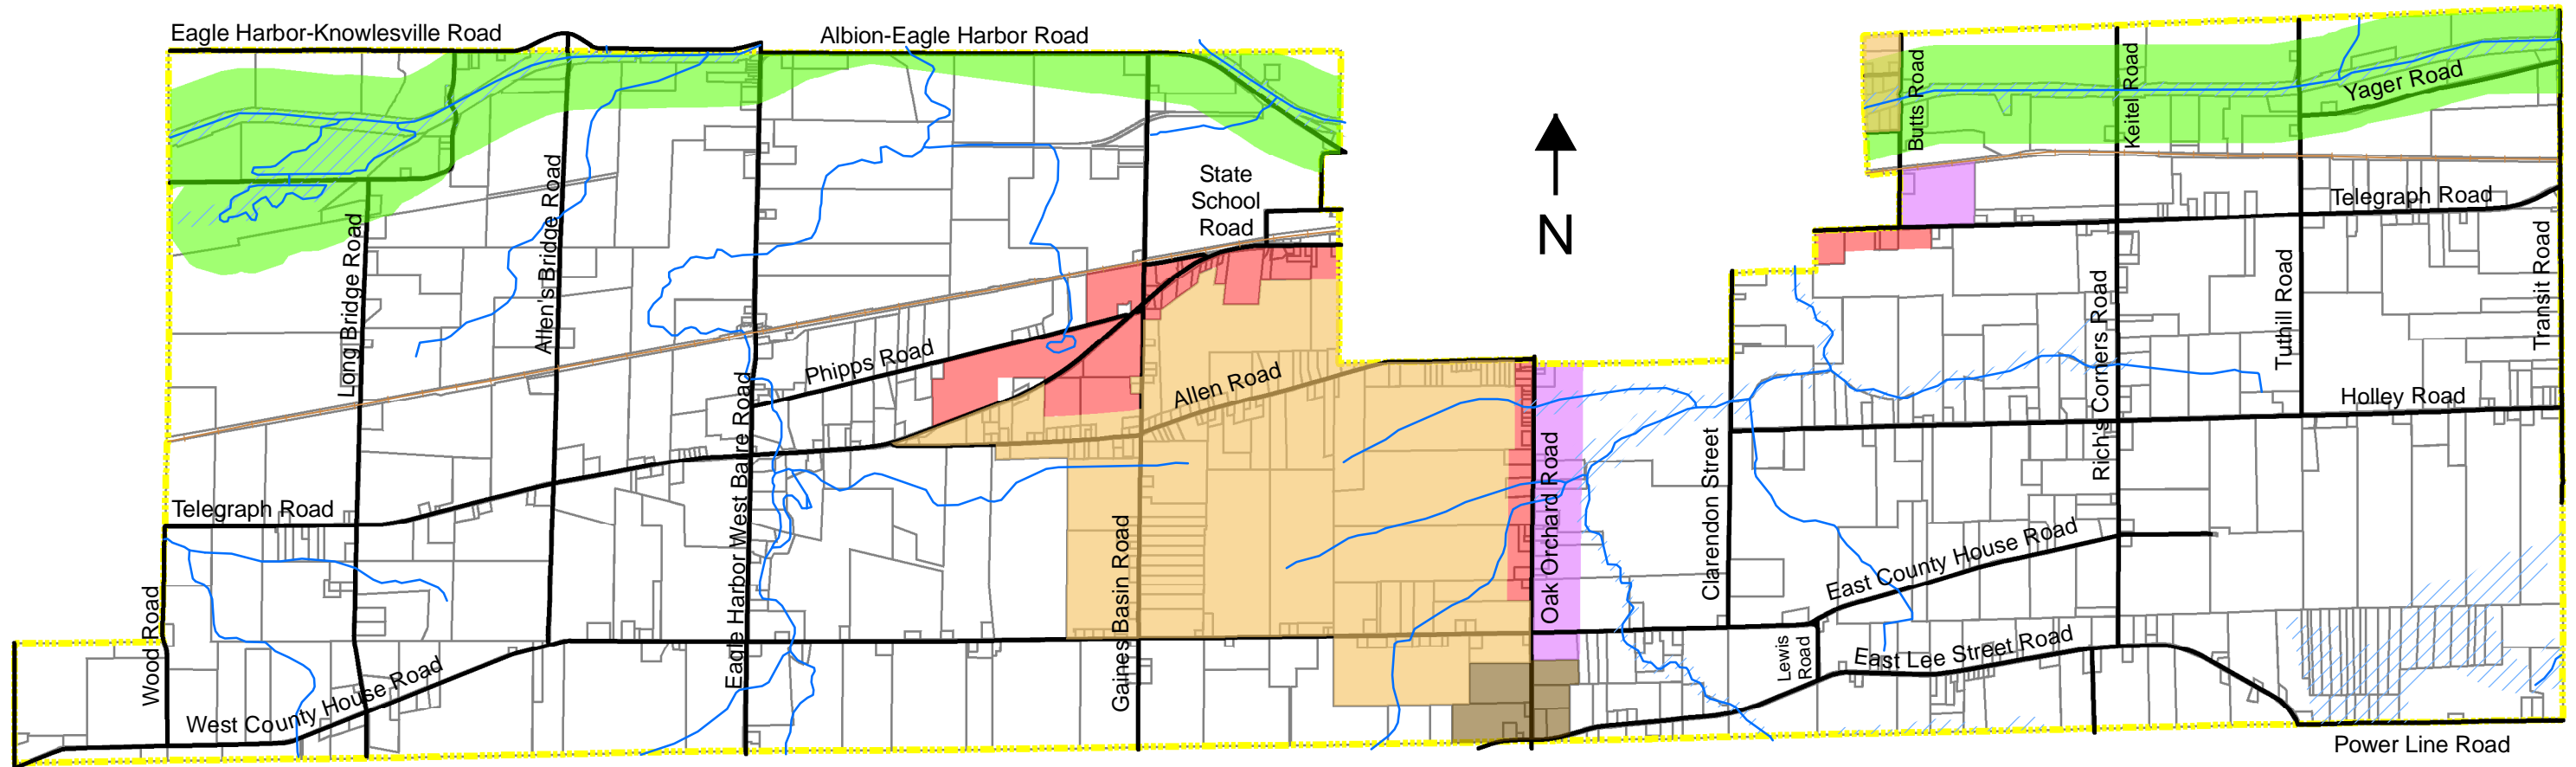 Eagle Harbor-Knowlesville Road
Albion-Eagle Harbor Road
Butts Road
Keitel Road
Yager Road
State
School
Road
N
Telegraph Road
Long Bridge Road
Allen's Bridge Road
Phipps Road
Allen Road
Eagle Harbor West Barre Road
Gaines Basin Road
Oak Orchard Road
Clarendon Street
Rich's Corners Road
Tuthill Road
Transit Road
Holley Road
Telegraph Road
Wood Road
West County House Road
East County House Road
Lewis
Road
East Lee Street Road
Power Line Road